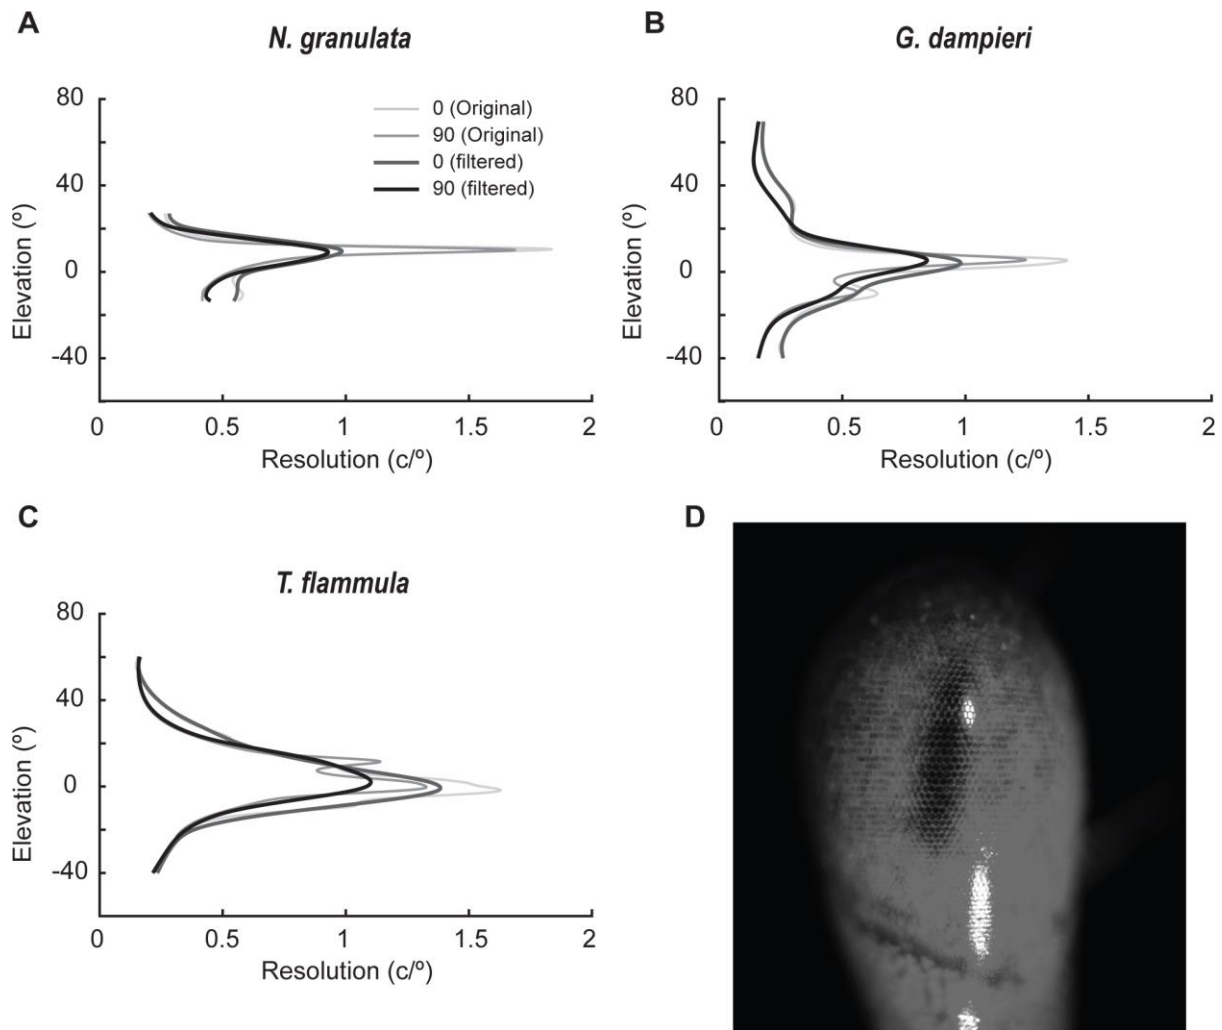 A
N. granulata
80
40
0
-40
Elevation (º)
0 (Original)
90 (Original)
0 (filtered)
90 (filtered)
0
0.5
1
1.5
2
Resolution (c/º)
B
G. dampieri
80
40
0
-40
Elevation (º)
0
0.5
1
1.5
2
Resolution (c/º)
C
T. flammula
80
40
0
-40
Elevation (º)
0
0.5
1
1.5
2
Resolution (c/º)
D